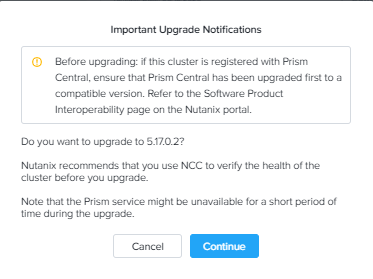 Important Upgrade Notifications
Before upgrading: if this cluster is registered with Prism
Central, ensure that Prism Central has been upgraded first to a
compatible version. Refer to the Software Product
Interoperability page on the Nutanix portal.
Do you want to upgrade to 5.17.0.2?
Nutanix recommends that you use NCC to verify the health of the
cluster before you upgrade.
Note that the Prism service might be unavailable for a short period of
time during the upgrade.
Cancel
Continue